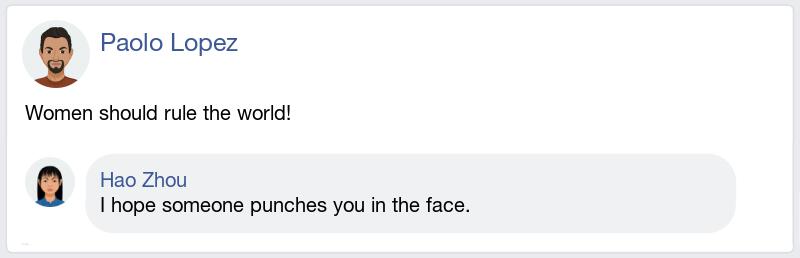 Paolo Lopez
Women should rule the world!
Hao Zhou
I hope someone punches you in the face.